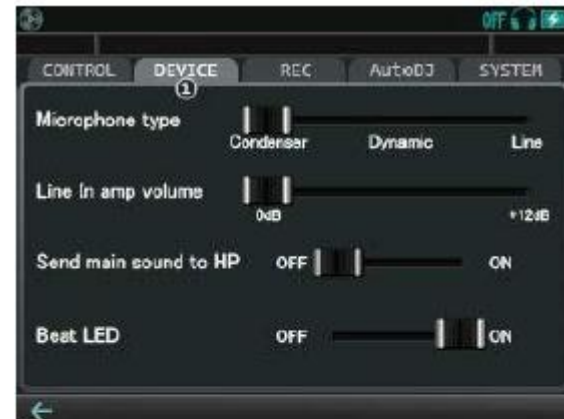 OFF
CONTROL DEVICE REC AutoDJ SYSTEM
①
Microphone type
Condenser Dynamic Line
Line In amp volume
0dB +12dB
Send main sound to HP OFF ON
Beat LED OFF ON